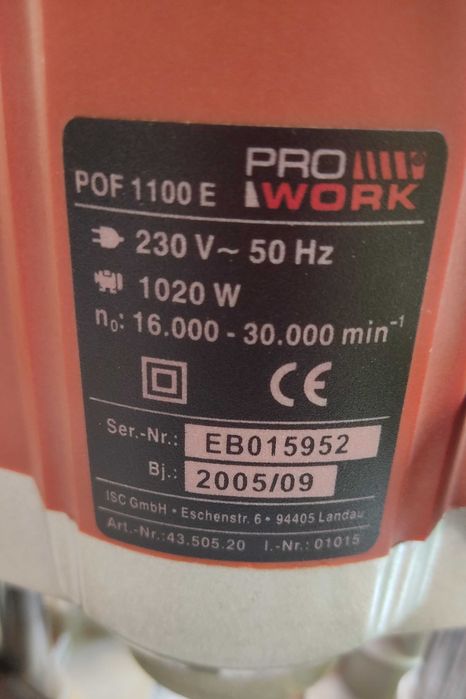 PRO
WORK
POF 1100 E
230 V~ 50 Hz
1020 W
n₀: 16.000 - 30.000 min⁻¹
CE
Ser.-Nr.: EB015952
Bj.: 2005/09
ISC GmbH • Eschenstr. 6 • 94405 Landau
Art.-Nr.:43.505.20 I.-Nr.: 01015